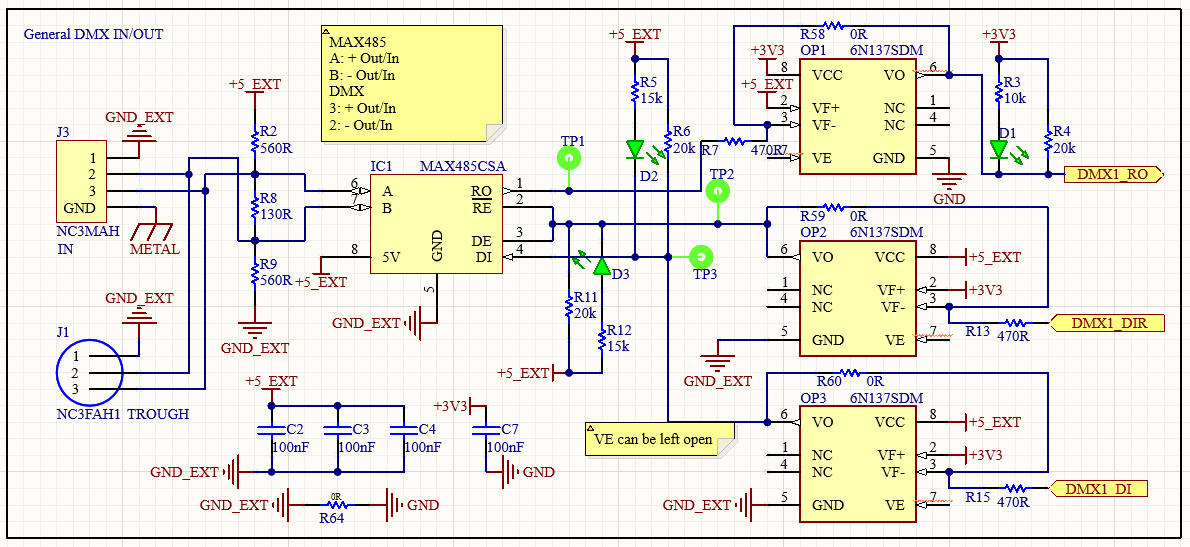 General DMX IN/OUT
MAX485
A: + Out/In
B: - Out/In
DMX
3: + Out/In
2: - Out/In
J3
GND_EXT
1
2
3
GND
NC3MAH
IN
METAL
GND_EXT
J1
1
2
3
NC3FAH1 TROUGH
+5_EXT
R2
560R
R8
130R
R9
560R
GND_EXT
+5_EXT
IC1
MAX485CSA
6
7
8
A
B
5V
GND
5
RO
RE
DE
DI
1
2
3
4
GND_EXT
TP1
TP2
TP3
+5_EXT
R5
15k
R6
20k
D2
D3
R11
20k
R12
15k
+5_EXT
R58
0R
OP1
6N137SDM
+3V3
+5_EXT
8
2
3
7
VCC
VF+
VF-
VE
VO
NC
NC
GND
6
1
4
5
GND
R7
470R
+3V3
R3
10k
D1
R4
20k
DMX1_RO
R59
0R
OP2
6N137SDM
6
1
4
5
VO
NC
NC
GND
VCC
VF+
VF-
VE
8
2
3
7
+5_EXT
+3V3
GND_EXT
R13
470R
DMX1_DIR
R60
0R
OP3
6N137SDM
6
1
4
5
VO
NC
NC
GND
VCC
VF+
VF-
VE
8
2
3
7
+5_EXT
+3V3
GND_EXT
R15
470R
DMX1_DI
VE can be left open
+5_EXT
C2
100nF
C3
100nF
C4
100nF
GND_EXT
+3V3
C7
100nF
GND
GND_EXT
0R
R64
GND